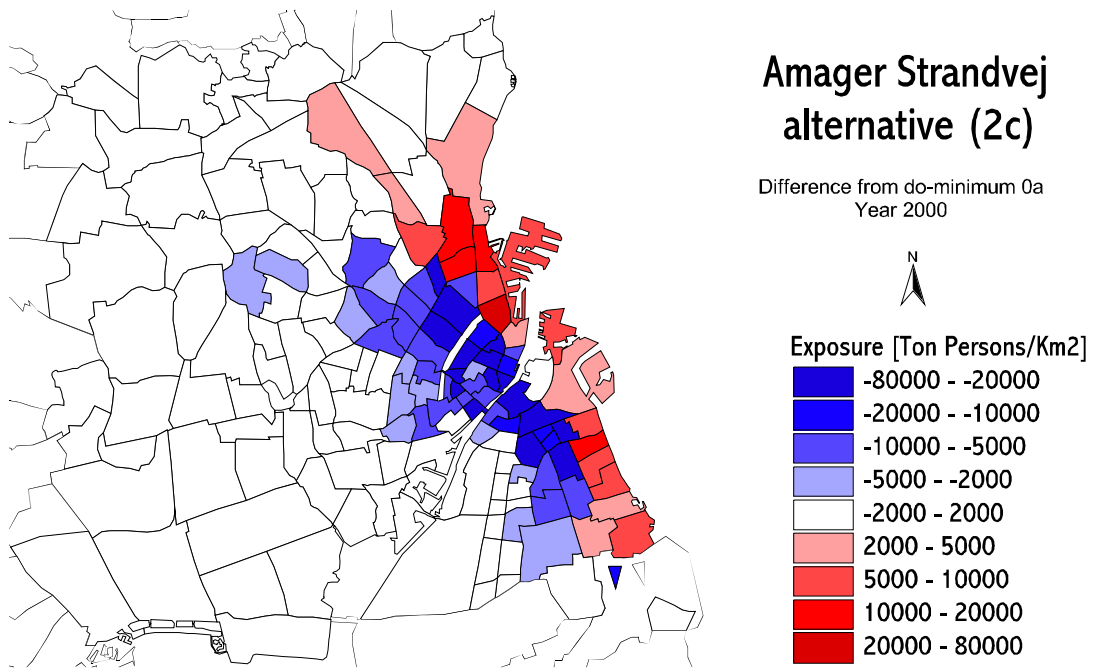 Amager Strandvej
alternative (2c)
Difference from do-minimum 0a
Year 2000
N
Exposure [Ton Persons/Km2]
-80000 - -20000
-20000 - -10000
-10000 - -5000
-5000 - -2000
-2000 - 2000
2000 - 5000
5000 - 10000
10000 - 20000
20000 - 80000